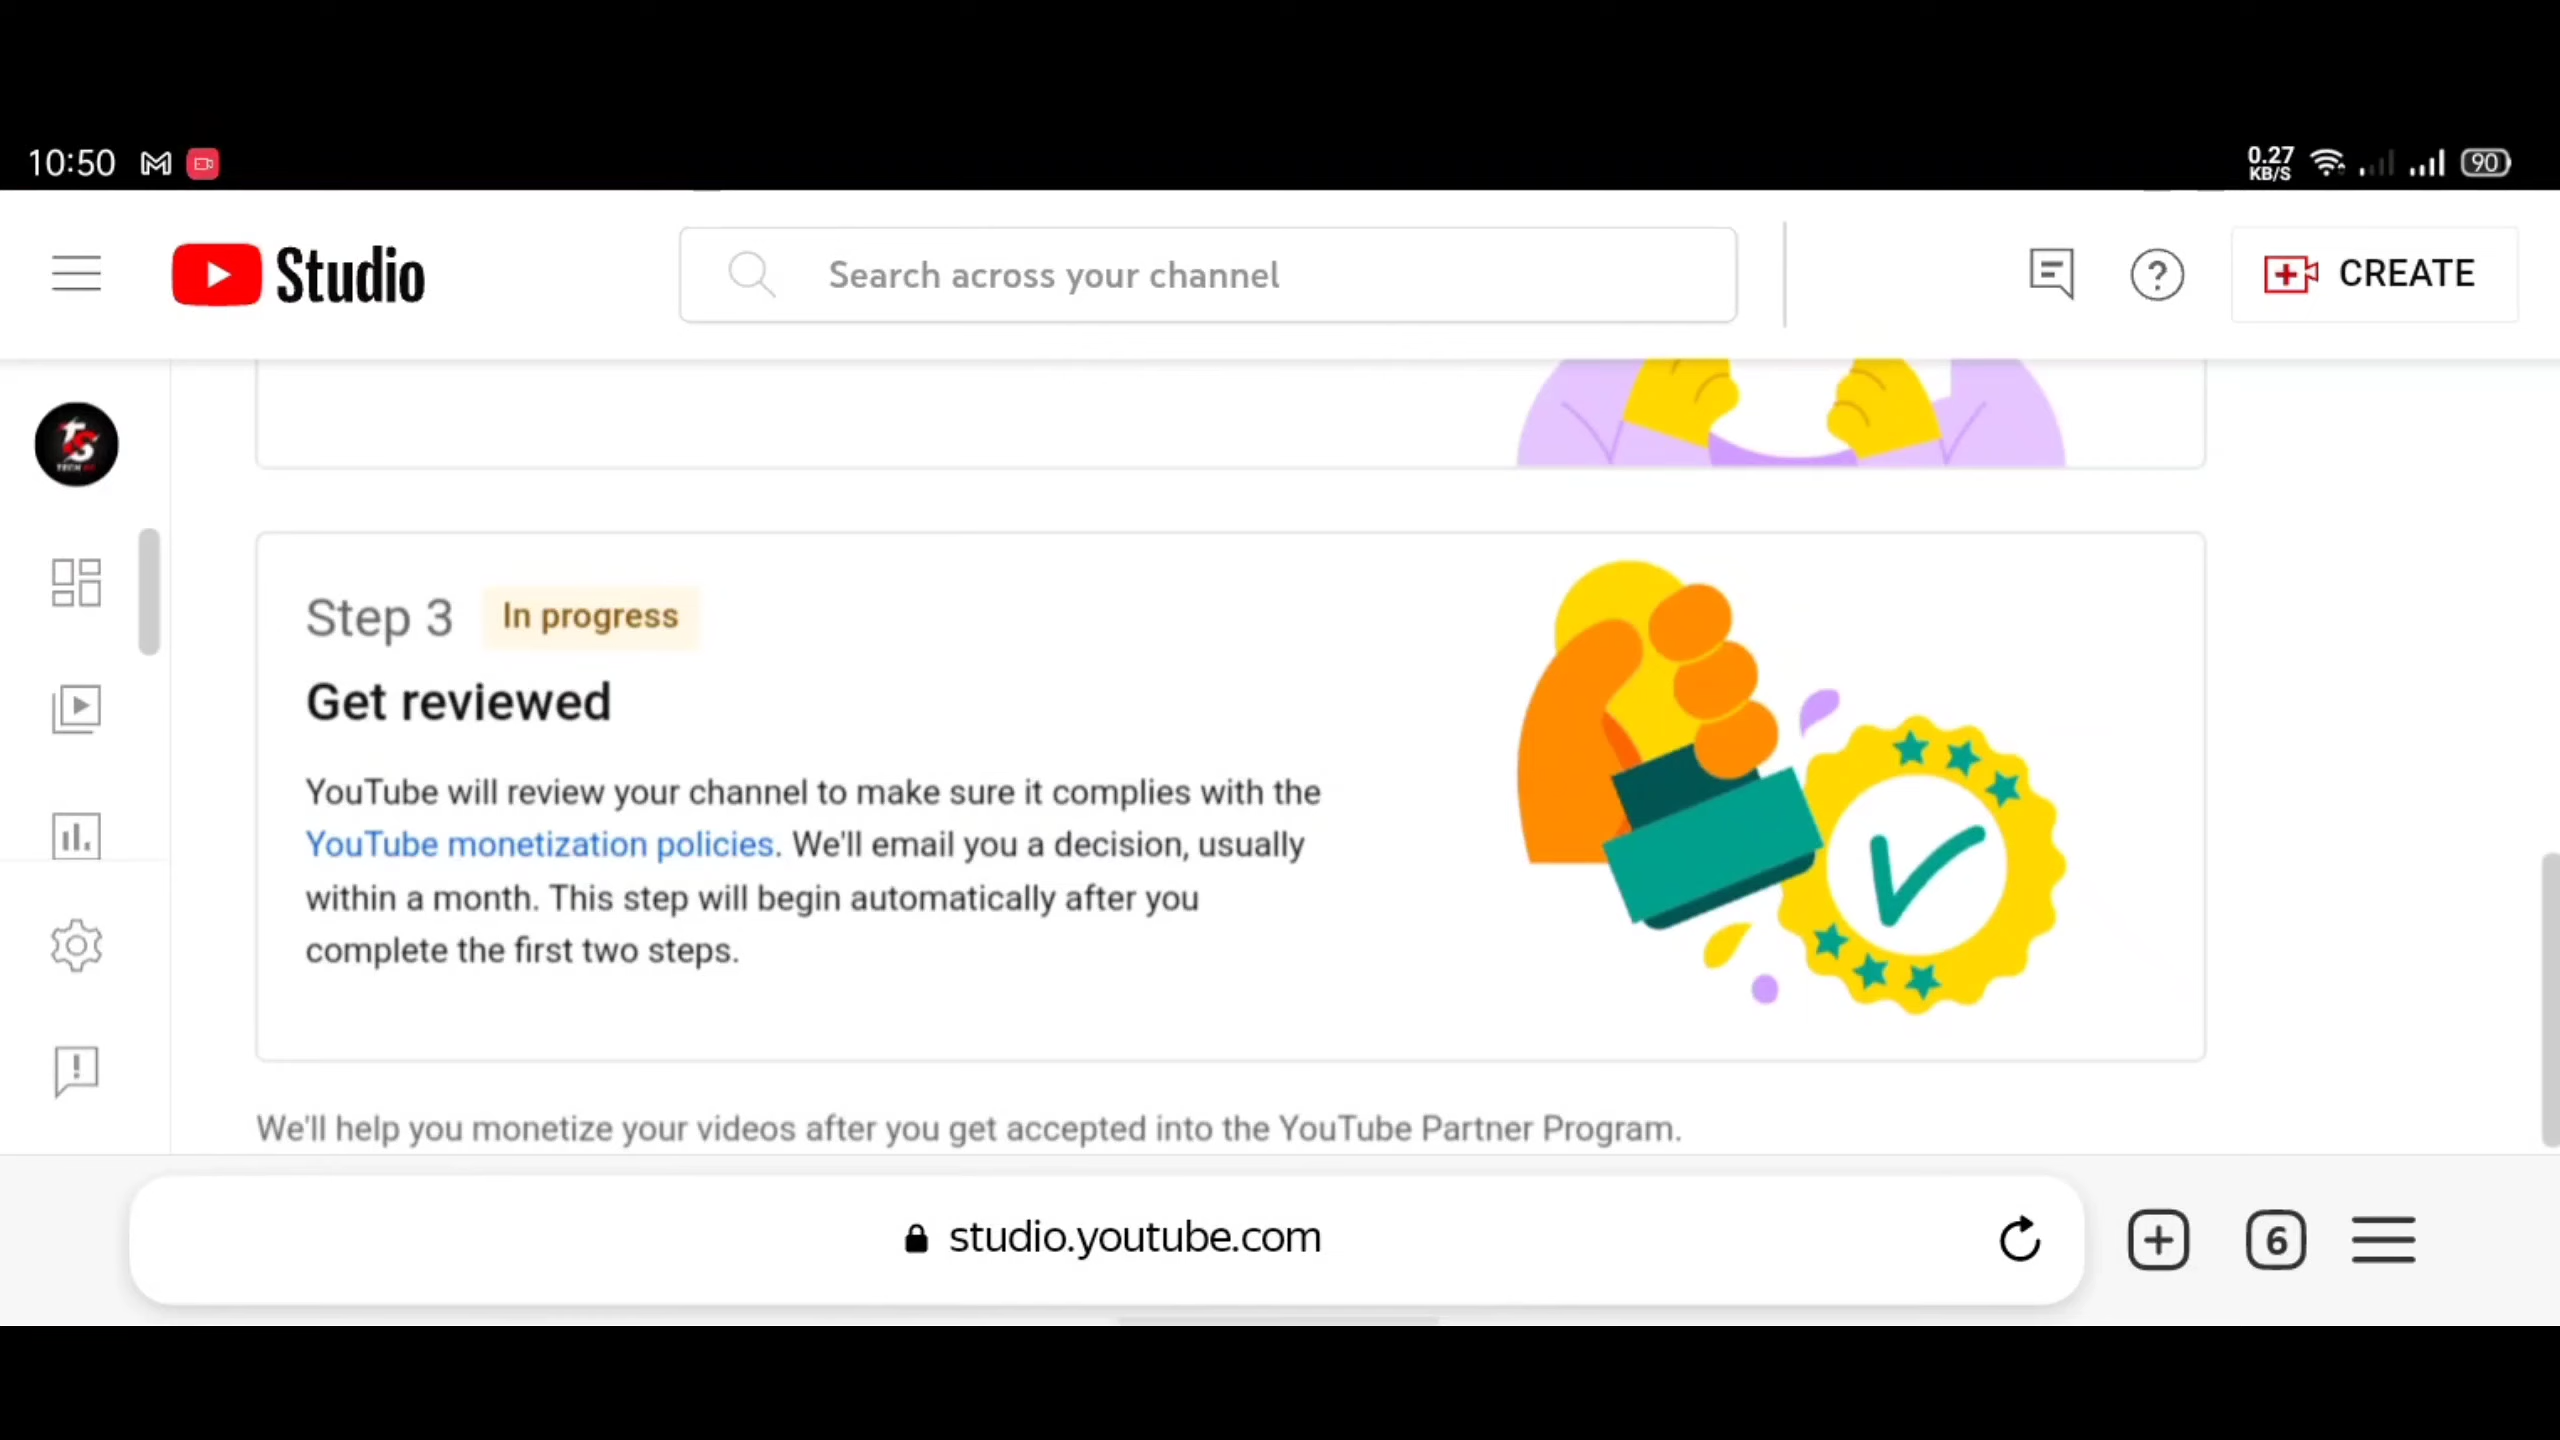 10:50
0.27
KB/S
90
Studio
Search across your channel
?
CREATE
TS
Step 3
In progress
Get reviewed
YouTube will review your channel to make sure it complies with the
YouTube monetization policies. We'll email you a decision, usually
within a month. This step will begin automatically after you
complete the first two steps.
We'll help you monetize your videos after you get accepted into the YouTube Partner Program.
studio.youtube.com
6